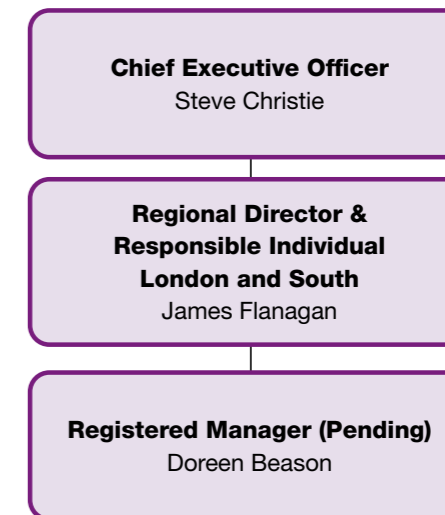 Chief Executive Officer
Steve Christie
Regional Director &
Responsible Individual
London and South
James Flanagan
Registered Manager (Pending)
Doreen Beason